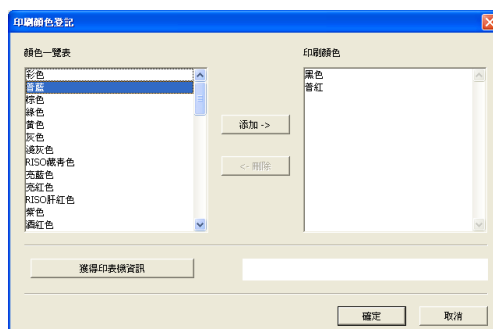 印刷顏色登記
顏色一覽表
印刷顏色
彩色
普藍
棕色
綠色
黃色
灰色
淺灰色
RISO藏青色
亮藍色
亮紅色
RISO肝紅色
紫色
酒紅色
黑色
普紅
添加 ->
<- 刪除
獲得印表機資訊
確定
取消